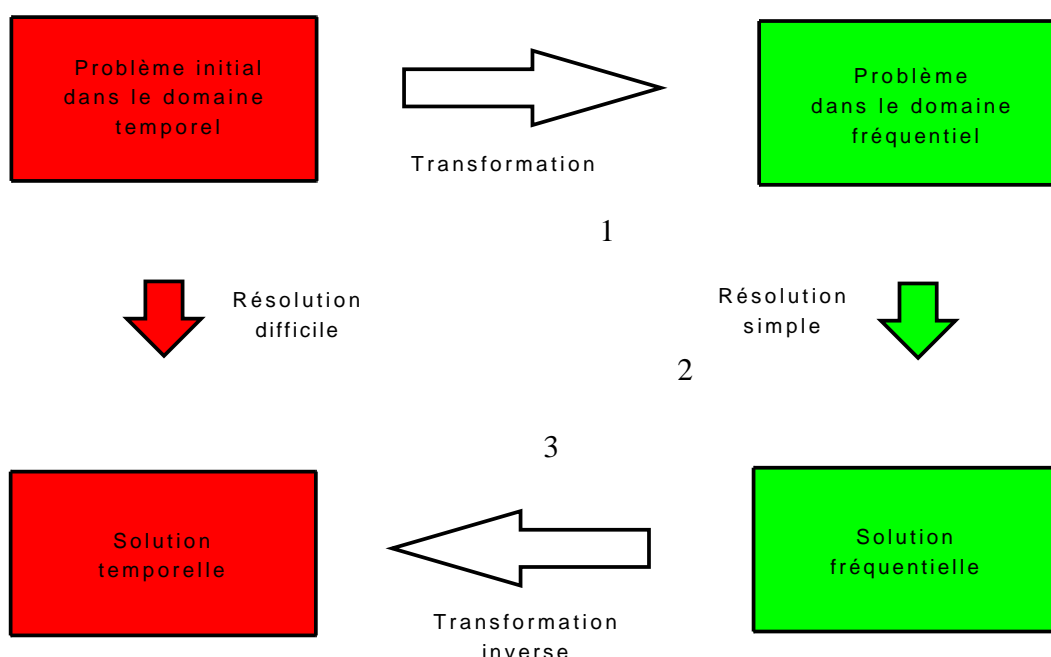 Problème initial
dans le domaine
temporel
Transformation
Problème
dans le domaine
fréquentiel
1
Résolution
difficile
Résolution
simple
2
3
Solution
temporelle
Transformation
inverse
Solution
fréquentielle